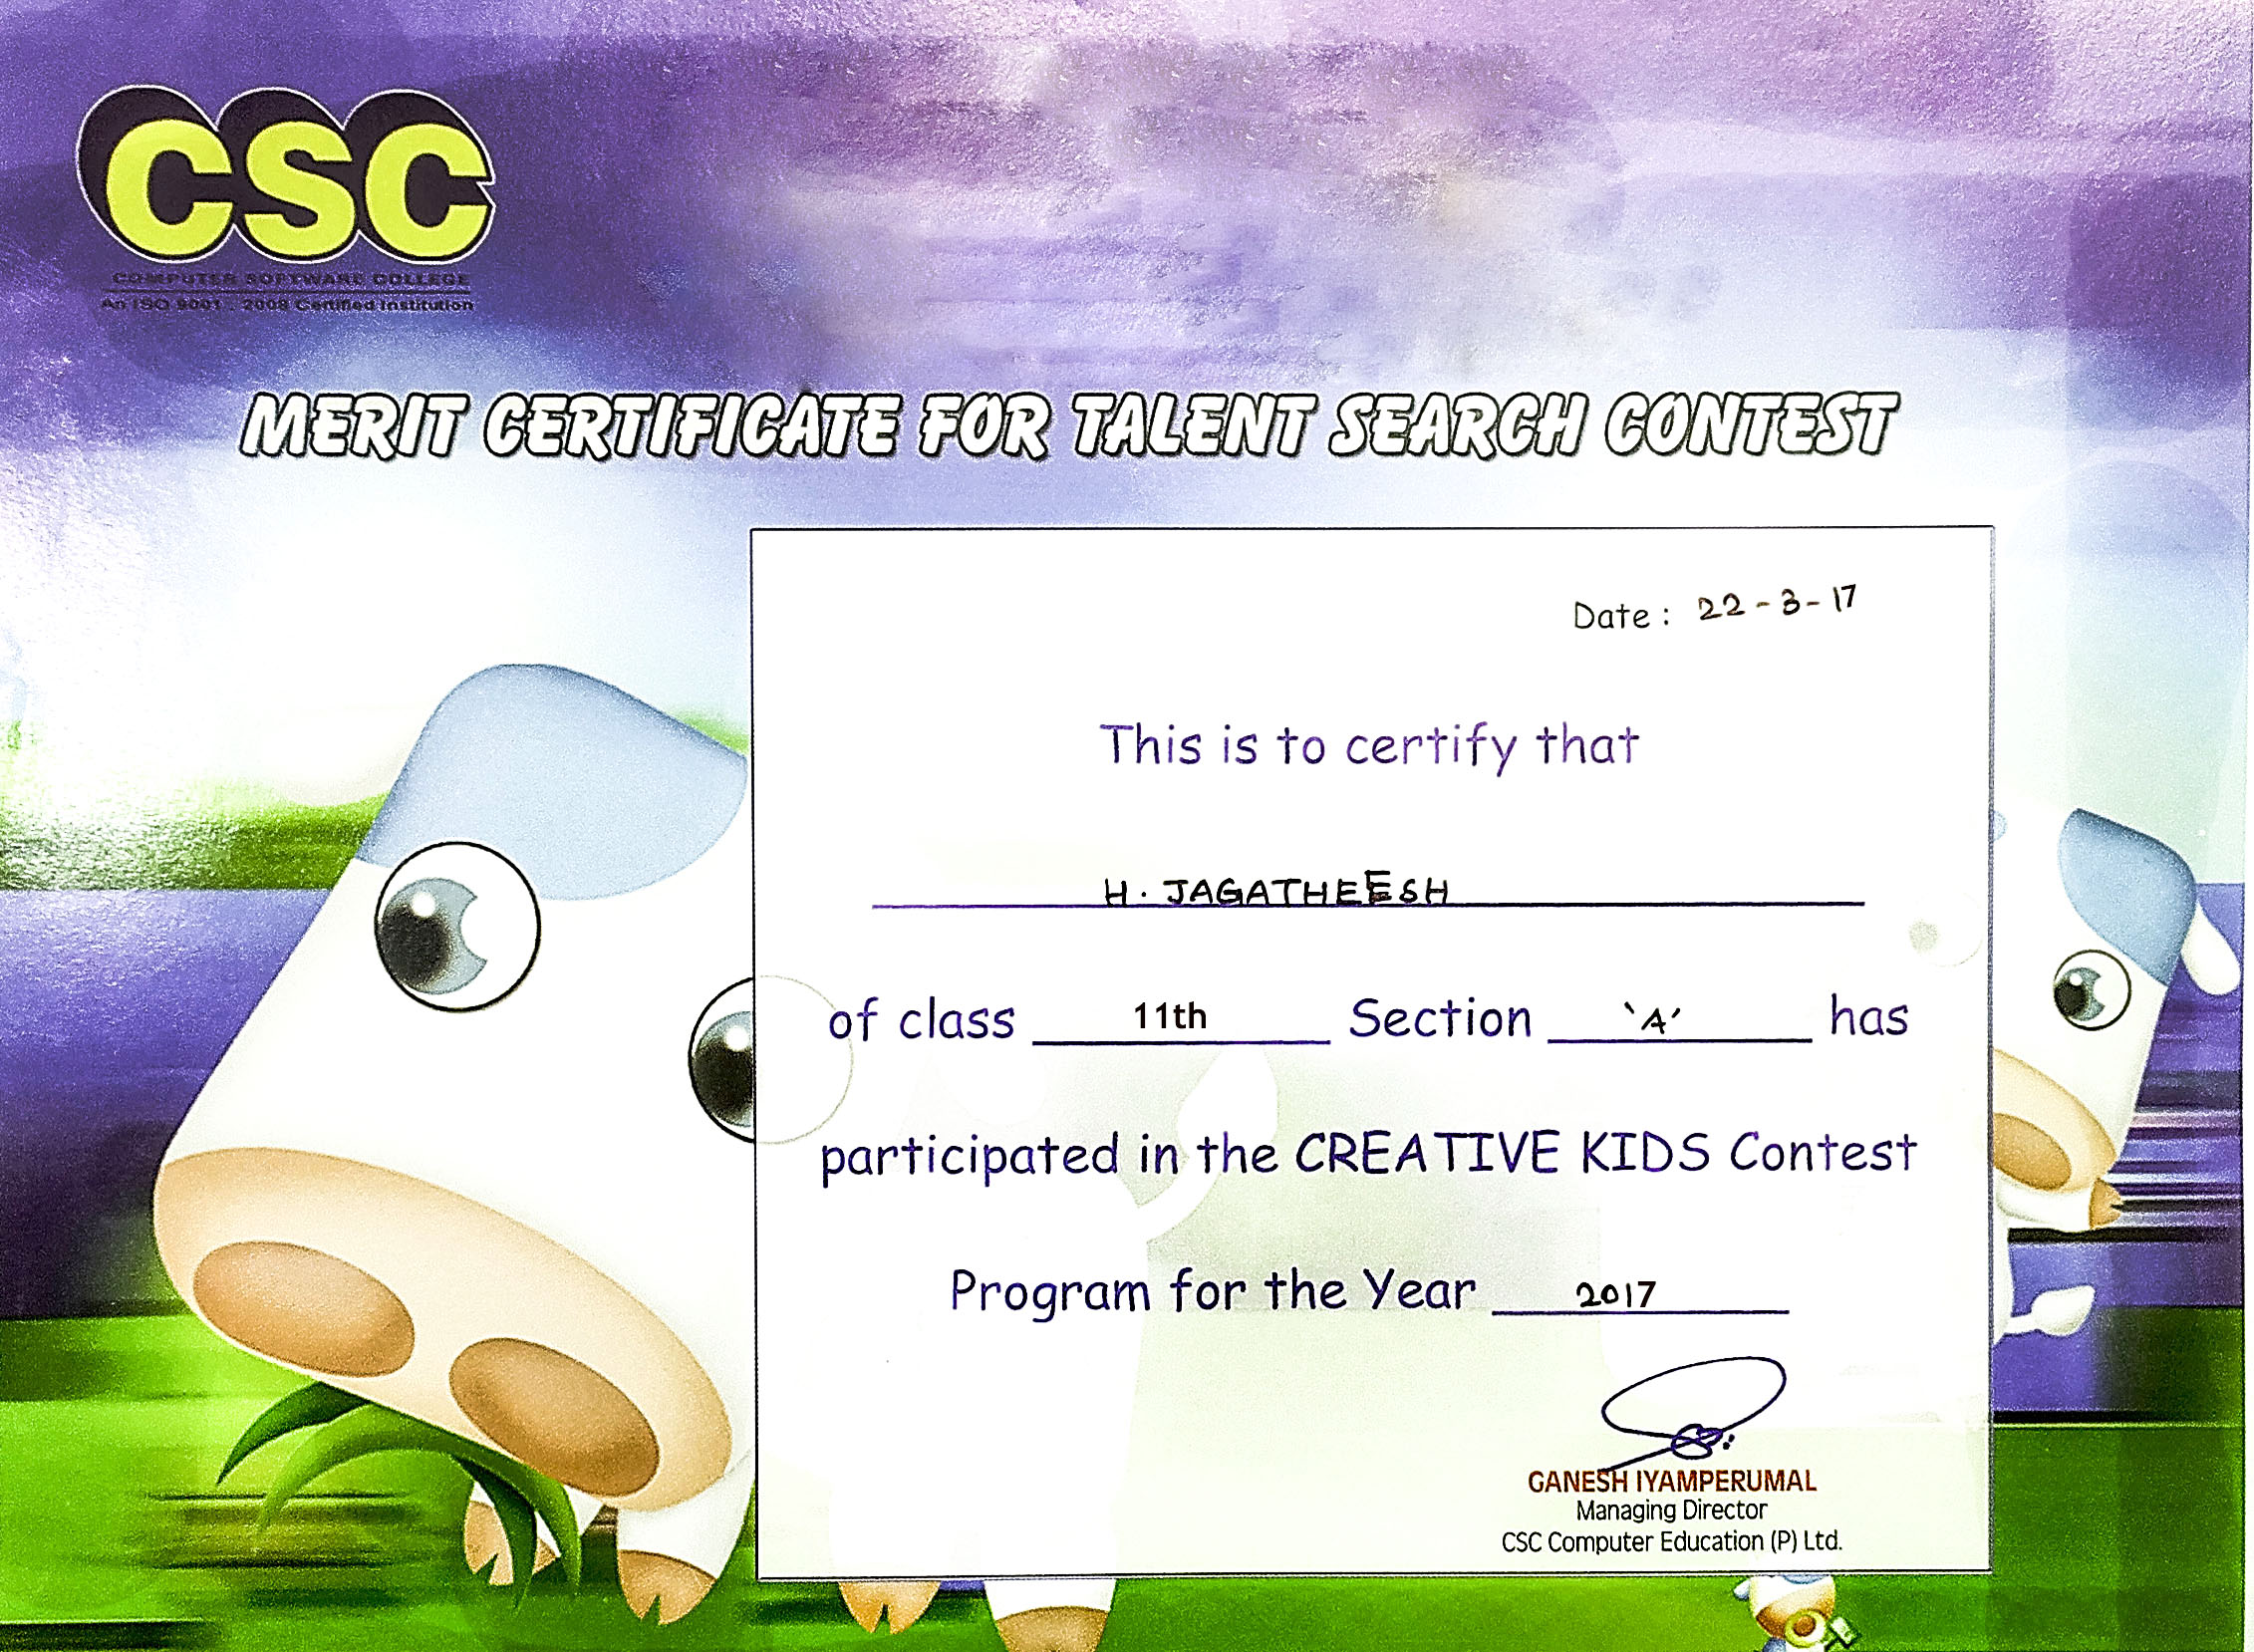 CSC
COMPUTER SOFTWARE COLLEGE
An ISO 9001 : 2008 Certified Institution
MERIT CERTIFICATE FOR TALENT SEARCH CONTEST
Date : 22-3-17
This is to certify that
H. JAGATHEESH
of class 11th Section 'A' has
participated in the CREATIVE KIDS Contest
Program for the Year 2017
GANESH IYAMPERUMAL
Managing Director
CSC Computer Education (P) Ltd.